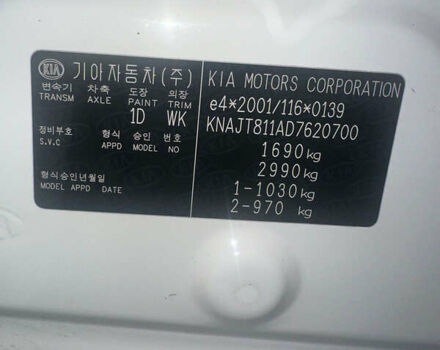 KIA 기아자동차(주)
변속기 차축 도장 의장
TRANSM AXLE PAINT TRIM
1D WK
정비부호 형식 승인 번호
S.V.C APPD MODEL NO
형식승인년월일
MODEL APPD DATE
KIA MOTORS CORPORATION
e4*2001/116*0139
KNAJT811AD7620700
1690kg
2990kg
1-1030kg
2-970 kg